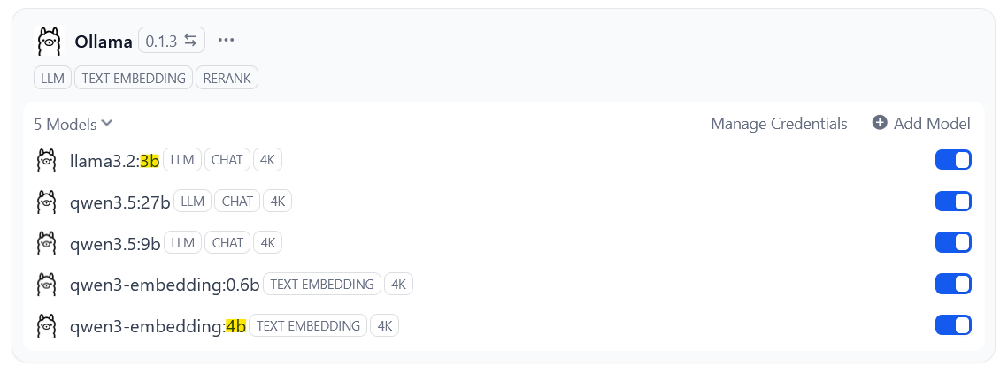 Ollama 0.1.3 ...
LLM TEXT EMBEDDING RERANK
5 Models Manage Credentials Add Model
llama3.2:3b LLM CHAT 4K
qwen3.5:27b LLM CHAT 4K
qwen3.5:9b LLM CHAT 4K
qwen3-embedding:0.6b TEXT EMBEDDING 4K
qwen3-embedding:4b TEXT EMBEDDING 4K